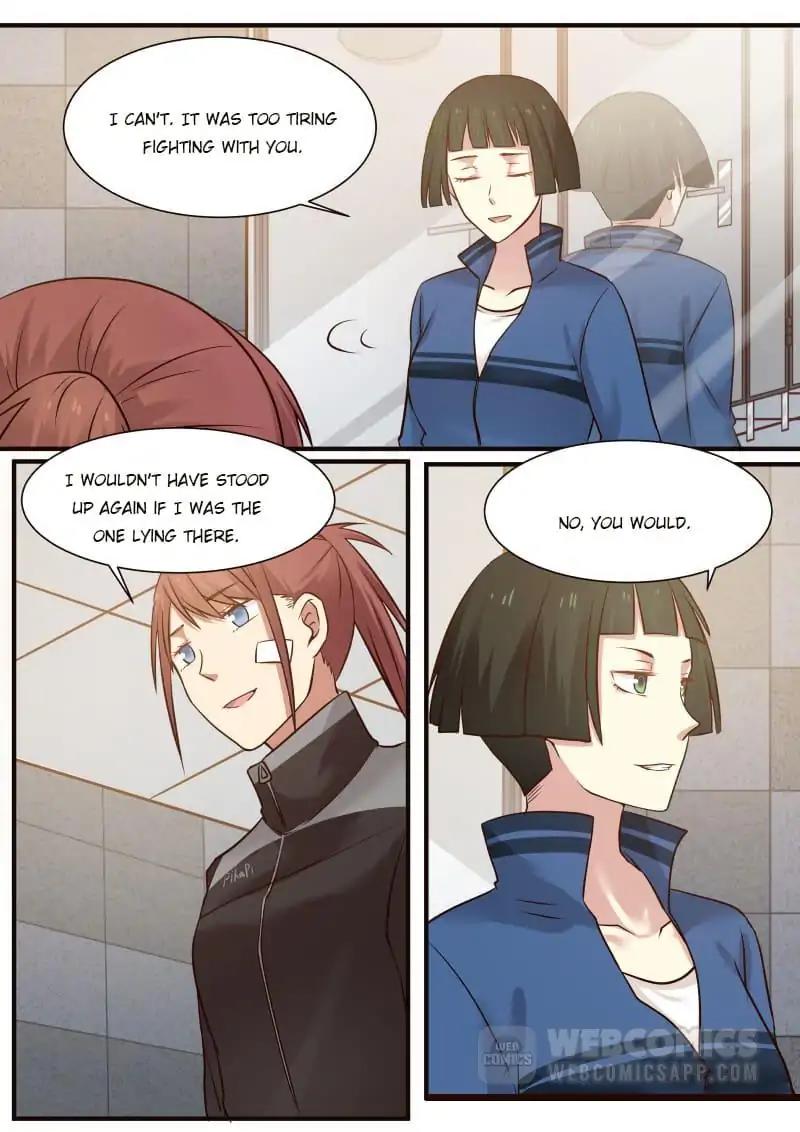 I CAN'T. IT WAS TOO TIRING
FIGHTING WITH YOU.
I WOULDN'T HAVE STOOD
UP AGAIN IF I WAS THE
ONE LYING THERE.
NO, YOU WOULD.
PikaPi
WEB
COMICS
WEBCOMICS
WEBCOMICSAPP.COM